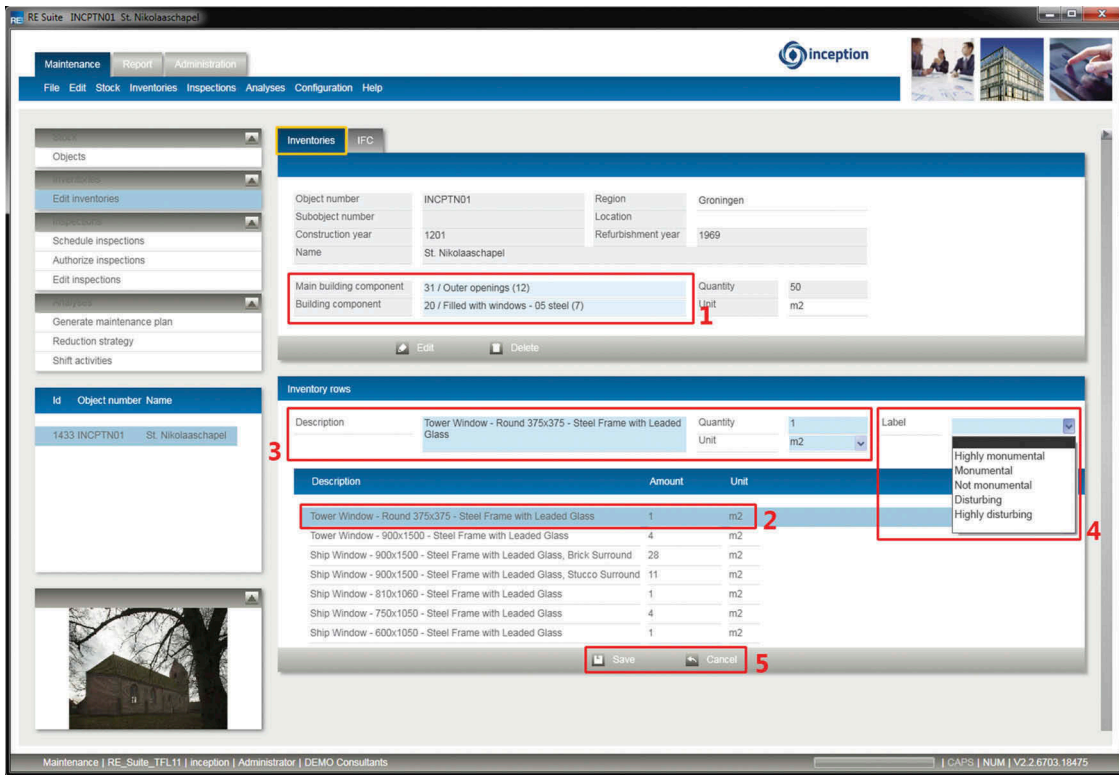 RE Suite INCPTN01 St. Nikolaaschapel
Maintenance Report Administration
inception
File Edit Stock Inventories Inspections Analyses Configuration Help
Stock
Objects
Inventories
Edit inventories
Inspections
Schedule inspections
Authorize inspections
Edit inspections
Analyses
Generate maintenance plan
Reduction strategy
Shift activities
Id Object number Name
1433 INCPTN01 St. Nikolaaschapel
Inventories IFC
Object number INCPTN01 Region Groningen
Subobject number Location
Construction year 1201 Refurbishment year 1969
Name St. Nikolaaschapel
Main building component 31 / Outer openings (12) Quantity 50
Building component 20 / Filled with windows - 05 steel (7) Unit m2
1
Edit Delete
Inventory rows
Description Tower Window - Round 375x375 - Steel Frame with Leaded Glass
Quantity 1
Unit m2
3
Label
Highly monumental
Monumental
Not monumental
Disturbing
Highly disturbing
4
Description Amount Unit
Tower Window - Round 375x375 - Steel Frame with Leaded Glass 1 m2
2
Tower Window - 900x1500 - Steel Frame with Leaded Glass 4 m2
Ship Window - 900x1500 - Steel Frame with Leaded Glass, Brick Surround 28 m2
Ship Window - 900x1500 - Steel Frame with Leaded Glass, Stucco Surround 11 m2
Ship Window - 810x1060 - Steel Frame with Leaded Glass 1 m2
Ship Window - 750x1050 - Steel Frame with Leaded Glass 4 m2
Ship Window - 600x1050 - Steel Frame with Leaded Glass 1 m2
Save Cancel
5
Maintenance | RE_Suite_TFL11 | inception | Administrator | DEMO Consultants
| CAPS | NUM | V2.2.6703.18475